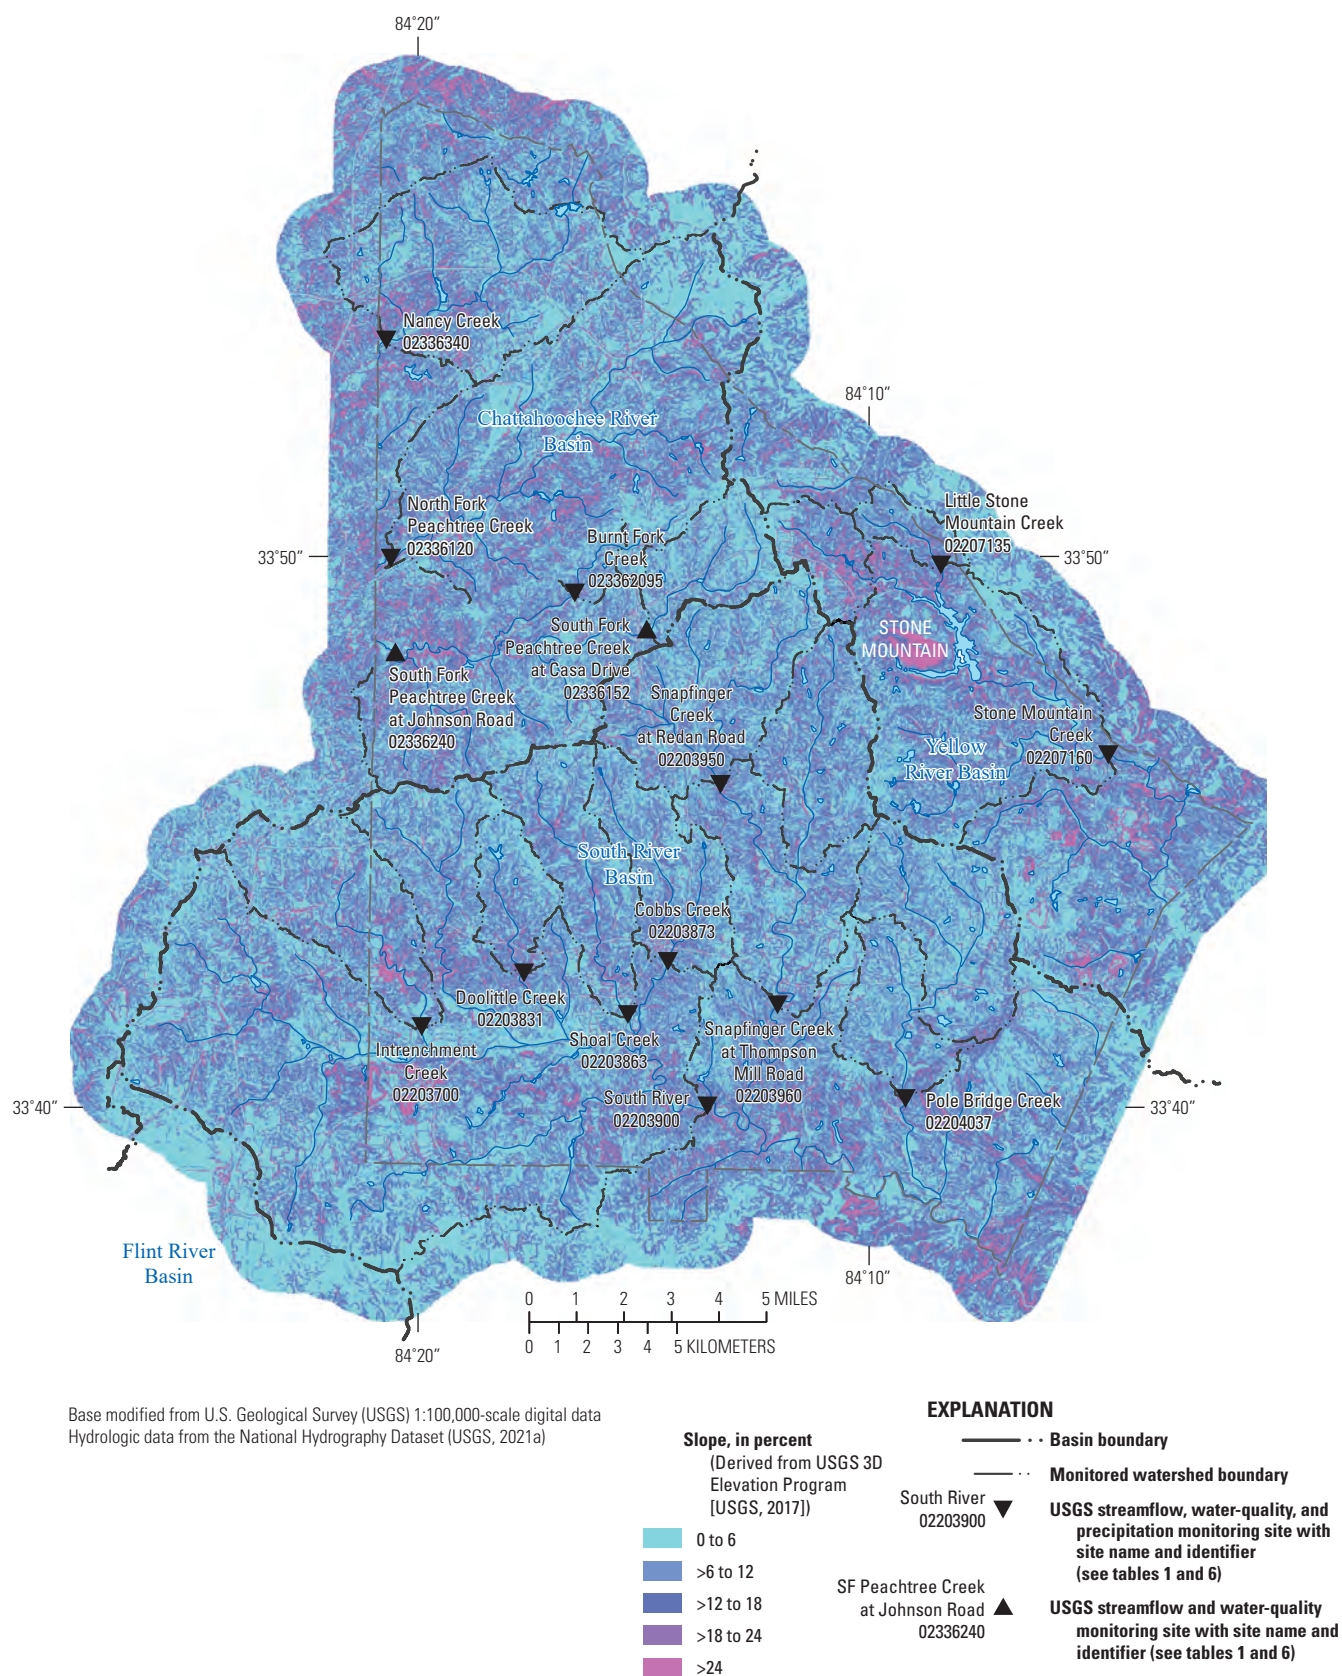 84°20"
Nancy Creek
02336340
Chattahoochee River
Basin
84°10"
North Fork
Peachtree Creek
02336120
Burnt Fork
Creek
023362095
Little Stone
Mountain Creek
02207135
33°50"
33°50"
South Fork
Peachtree Creek
at Casa Drive
02336152
STONE
MOUNTAIN
South Fork
Peachtree Creek
at Johnson Road
02336240
Snapfinger
Creek
at Redan Road
02203950
Stone Mountain
Creek
02207160
Yellow
River Basin
South River
Basin
Cobbs Creek
02203873
Doolittle Creek
02203831
Shoal Creek
02203863
Snapfinger Creek
at Thompson
Mill Road
02203960
Intrenchment
Creek
02203700
South River
02203900
Pole Bridge Creek
02204037
33°40"
33°40"
Flint River
Basin
84°10"
0 1 2 3 4 5 MILES
0 1 2 3 4 5 KILOMETERS
84°20"
Base modified from U.S. Geological Survey (USGS) 1:100,000-scale digital data
Hydrologic data from the National Hydrography Dataset (USGS, 2021a)
EXPLANATION
Slope, in percent
(Derived from USGS 3D
Elevation Program
[USGS, 2017])
0 to 6
>6 to 12
>12 to 18
>18 to 24
>24
Basin boundary
Monitored watershed boundary
South River
02203900
USGS streamflow, water-quality, and
precipitation monitoring site with
site name and identifier
(see tables 1 and 6)
SF Peachtree Creek
at Johnson Road
02336240
USGS streamflow and water-quality
monitoring site with site name and
identifier (see tables 1 and 6)